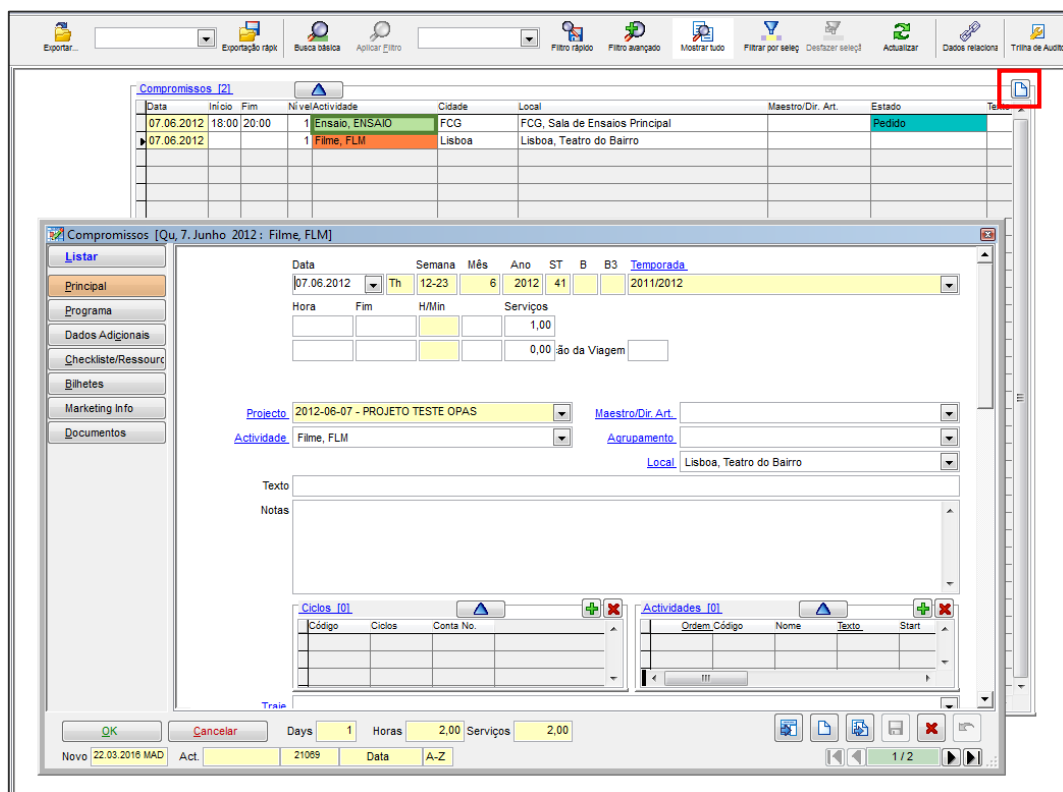 Exportar... Exportação rápk Busca básica Aplicar Filtro Filtro rápido Filtro avançado Mostrar tudo Filtrar por seleç Desfazer seleçl Actualizar Dados relaciona Trilha de Audito
Compromissos [2]
Data Início Fim Nível Actividade Cidade Local Maestro/Dir. Art. Estado Texto
07.06.2012 18:00 20:00 1 Ensaio, ENSAIO FCG FCG, Sala de Ensaios Principal Pedido
07.06.2012 1 Filme, FLM Lisboa Lisboa, Teatro do Bairro
Compromissos [Qu, 7. Junho 2012 : Filme, FLM]
Listar
Principal
Programa
Dados Adicionais
Checkliste/Ressourc
Bilhetes
Marketing Info
Documentos
Data Semana Mês Ano ST B B3 Temporada
07.06.2012 Th 12-23 6 2012 41 2011/2012
Hora Fim H/Min Serviços
1,00
0,00 ão da Viagem
Projecto 2012-06-07 - PROJETO TESTE OPAS Maestro/Dir. Art.
Actividade Filme, FLM Agrupamento
Local Lisboa, Teatro do Bairro
Texto
Notas
Ciclos [0] Actividades [0]
Código Ciclos Conta No. Ordem Código Nome Texto Start
Traje
OK Cancelar Days 1 Horas 2,00 Serviços 2,00
Novo 22.03.2016 MAD Act. 21069 Data A-Z 1 / 2